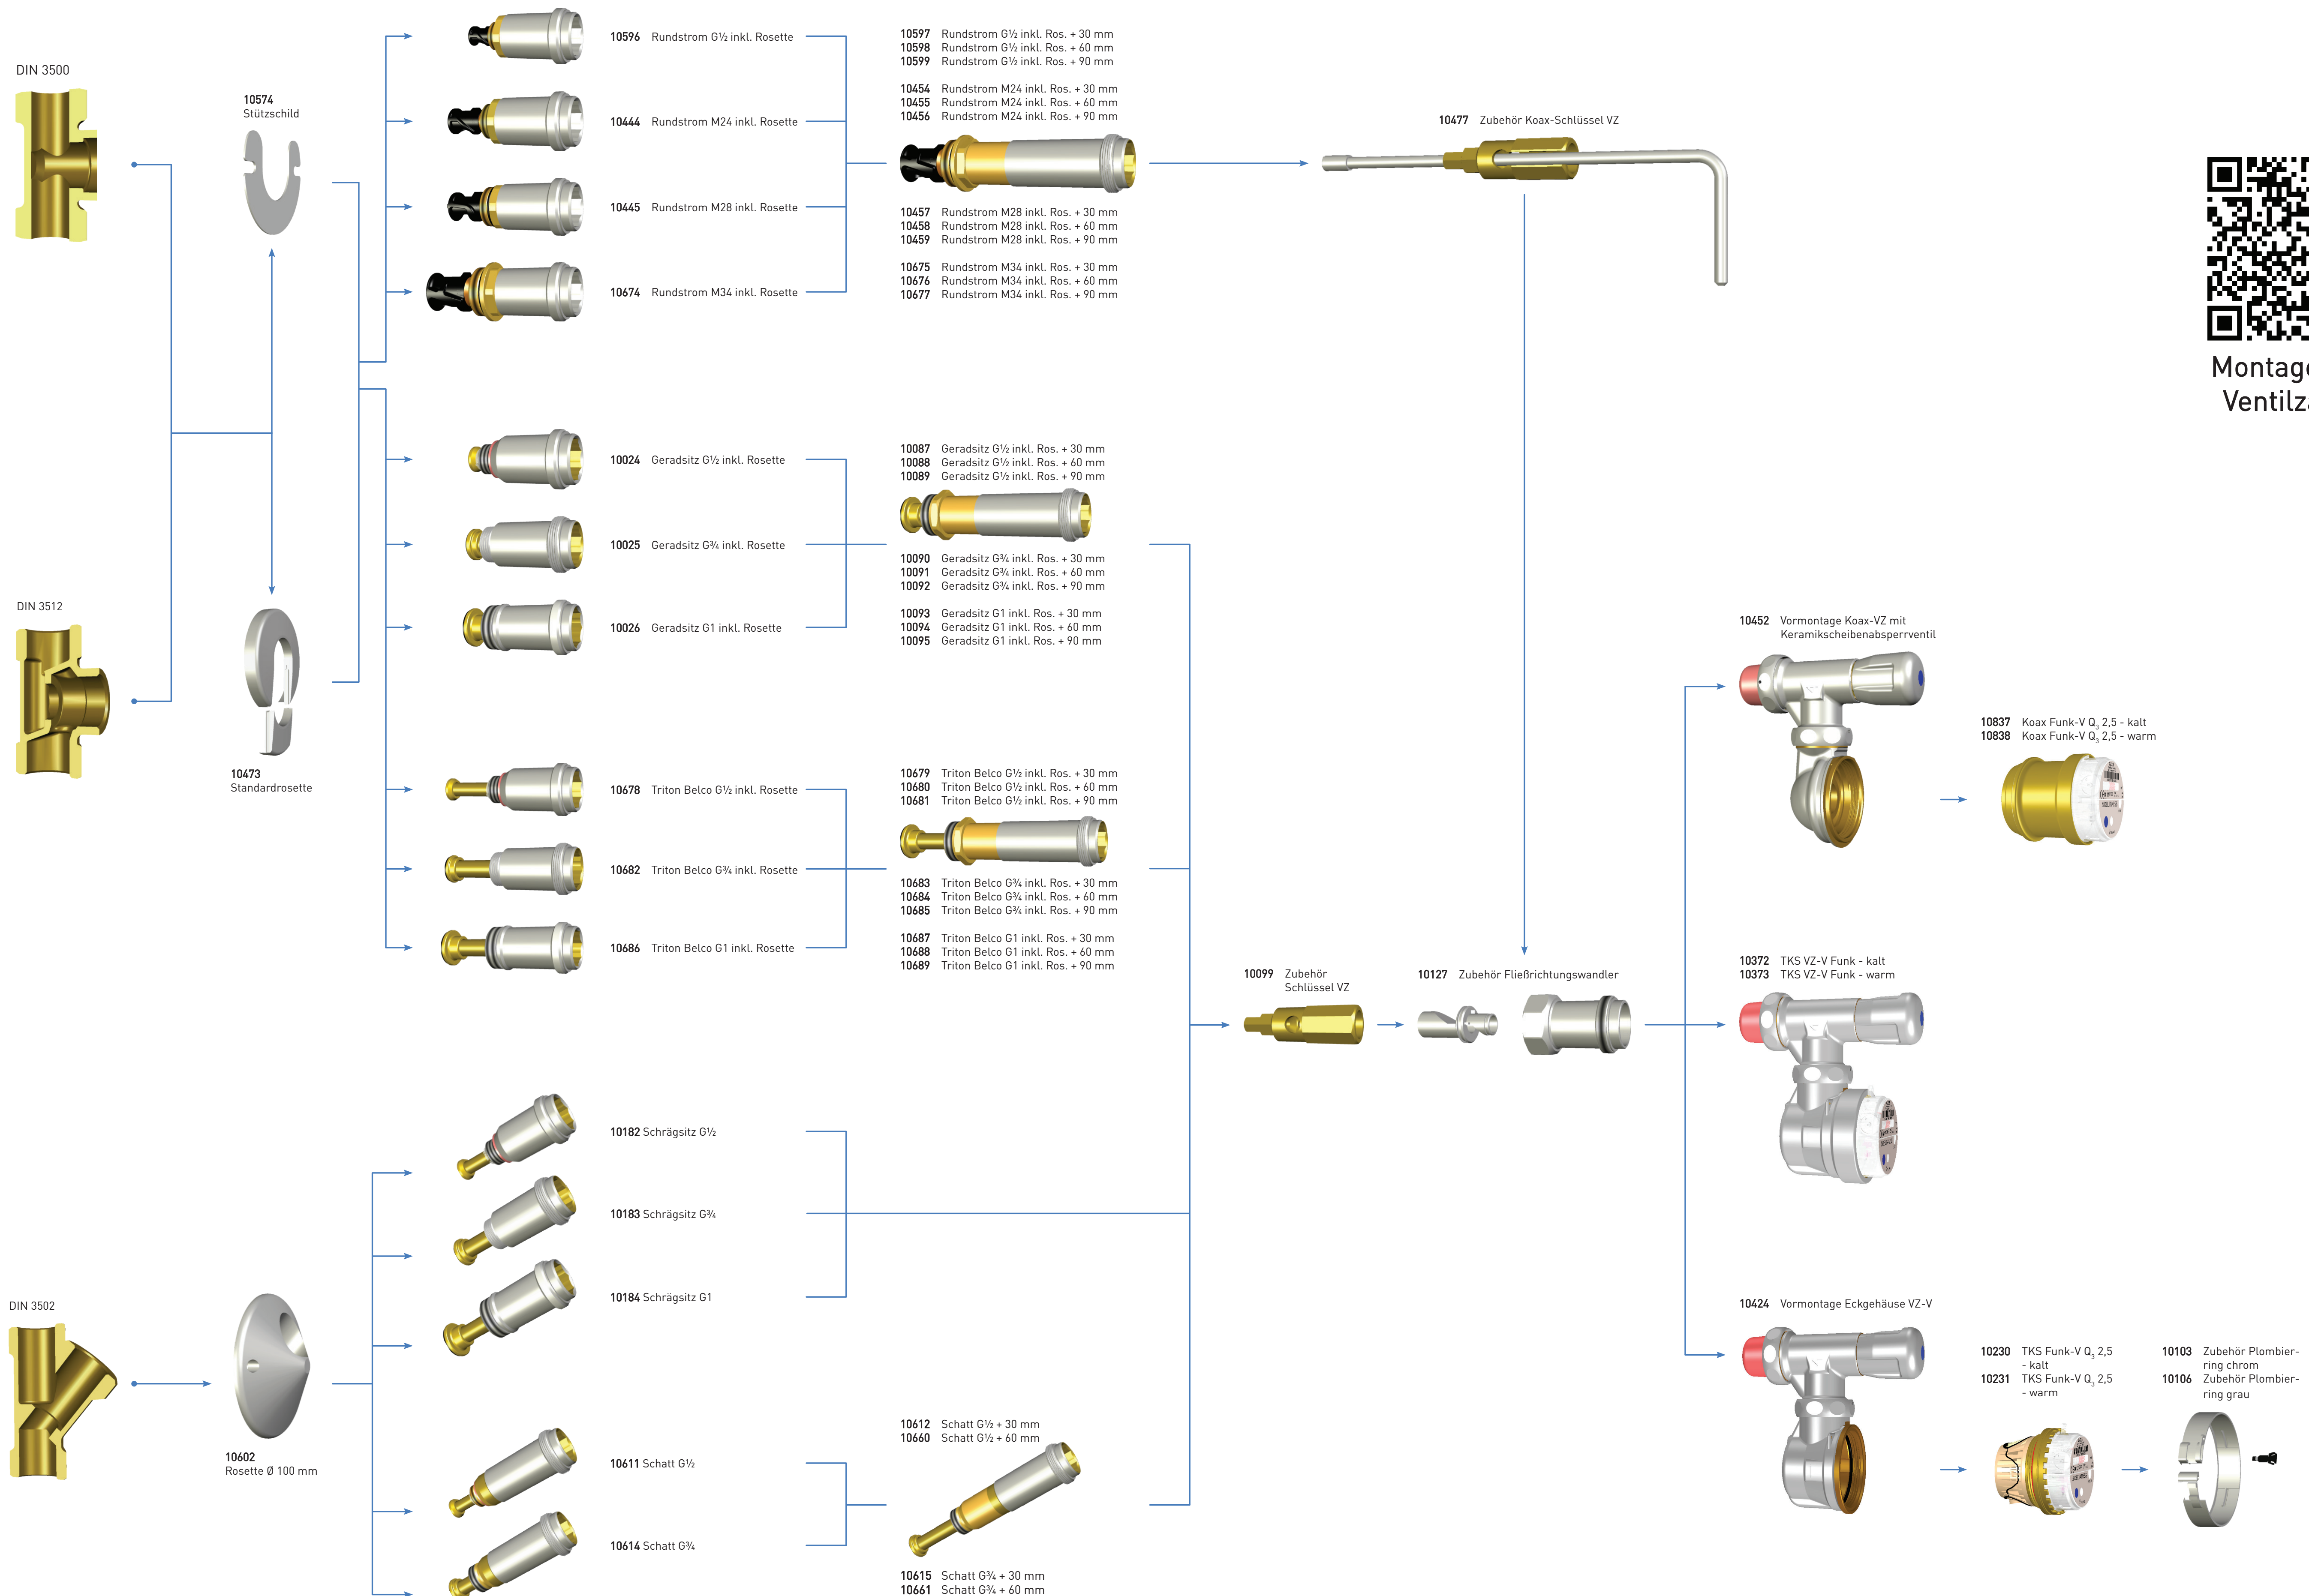 DIN 3500
10574
Stützschild
DIN 3512
10473
Standardrosette
DIN 3502
10602
Rosette Ø 100 mm
10596 Rundstrom G½ inkl. Rosette
10444 Rundstrom M24 inkl. Rosette
10445 Rundstrom M28 inkl. Rosette
10674 Rundstrom M34 inkl. Rosette
10024 Geradsitz G½ inkl. Rosette
10025 Geradsitz G¾ inkl. Rosette
10026 Geradsitz G1 inkl. Rosette
10678 Triton Belco G½ inkl. Rosette
10682 Triton Belco G¾ inkl. Rosette
10686 Triton Belco G1 inkl. Rosette
10182 Schrägsitz G½
10183 Schrägsitz G¾
10184 Schrägsitz G1
10611 Schatt G½
10614 Schatt G¾
10597 Rundstrom G½ inkl. Ros. + 30 mm
10598 Rundstrom G½ inkl. Ros. + 60 mm
10599 Rundstrom G½ inkl. Ros. + 90 mm
10454 Rundstrom M24 inkl. Ros. + 30 mm
10455 Rundstrom M24 inkl. Ros. + 60 mm
10456 Rundstrom M24 inkl. Ros. + 90 mm
10457 Rundstrom M28 inkl. Ros. + 30 mm
10458 Rundstrom M28 inkl. Ros. + 60 mm
10459 Rundstrom M28 inkl. Ros. + 90 mm
10675 Rundstrom M34 inkl. Ros. + 30 mm
10676 Rundstrom M34 inkl. Ros. + 60 mm
10677 Rundstrom M34 inkl. Ros. + 90 mm
10087 Geradsitz G½ inkl. Ros. + 30 mm
10088 Geradsitz G½ inkl. Ros. + 60 mm
10089 Geradsitz G½ inkl. Ros. + 90 mm
10090 Geradsitz G¾ inkl. Ros. + 30 mm
10091 Geradsitz G¾ inkl. Ros. + 60 mm
10092 Geradsitz G¾ inkl. Ros. + 90 mm
10093 Geradsitz G1 inkl. Ros. + 30 mm
10094 Geradsitz G1 inkl. Ros. + 60 mm
10095 Geradsitz G1 inkl. Ros. + 90 mm
10679 Triton Belco G½ inkl. Ros. + 30 mm
10680 Triton Belco G½ inkl. Ros. + 60 mm
10681 Triton Belco G½ inkl. Ros. + 90 mm
10683 Triton Belco G¾ inkl. Ros. + 30 mm
10684 Triton Belco G¾ inkl. Ros. + 60 mm
10685 Triton Belco G¾ inkl. Ros. + 90 mm
10687 Triton Belco G1 inkl. Ros. + 30 mm
10688 Triton Belco G1 inkl. Ros. + 60 mm
10689 Triton Belco G1 inkl. Ros. + 90 mm
10612 Schatt G½ + 30 mm
10660 Schatt G½ + 60 mm
10615 Schatt G¾ + 30 mm
10661 Schatt G¾ + 60 mm
10477 Zubehör Koax-Schlüssel VZ
10099 Zubehör
Schlüssel VZ
10127 Zubehör Fließrichtungswandler
10452 Vormontage Koax-VZ mit
Keramikscheibenabsperrventil
10837 Koax Funk-V Q3 2,5 - kalt
10838 Koax Funk-V Q3 2,5 - warm
10372 TKS VZ-V Funk - kalt
10373 TKS VZ-V Funk - warm
10424 Vormontage Eckgehäuse VZ-V
10230 TKS Funk-V Q3 2,5
- kalt
10231 TKS Funk-V Q3 2,5
- warm
10103 Zubehör Plombier-
ring chrom
10106 Zubehör Plombier-
ring grau
Montage
Ventilz